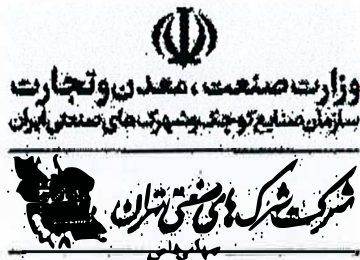 وزارت صنعت، معدن و تجارت
سازمان صنایع کوچک و شهرک‌های صنعتی ایران
شرکت شهرک‌های صنعتی تهران